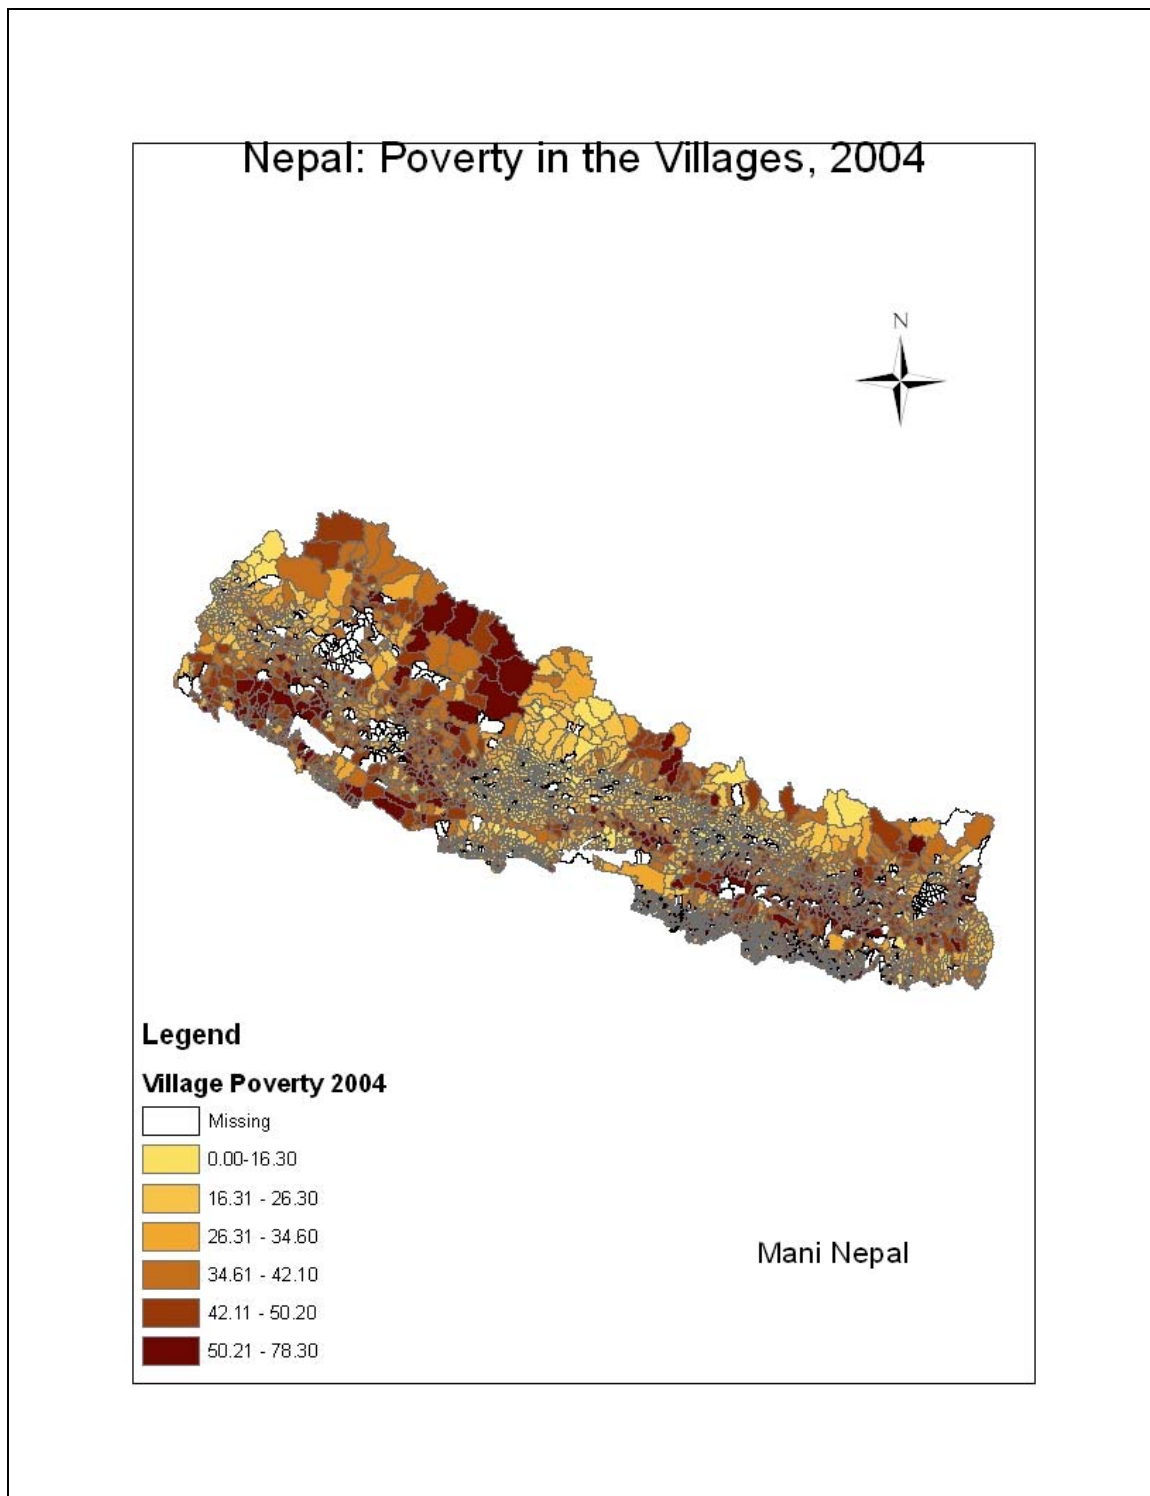 Nepal: Poverty in the Villages, 2004
N
Legend
Village Poverty 2004
Missing
0.00-16.30
16.31 - 26.30
26.31 - 34.60
34.61 - 42.10
42.11 - 50.20
50.21 - 78.30
Mani Nepal